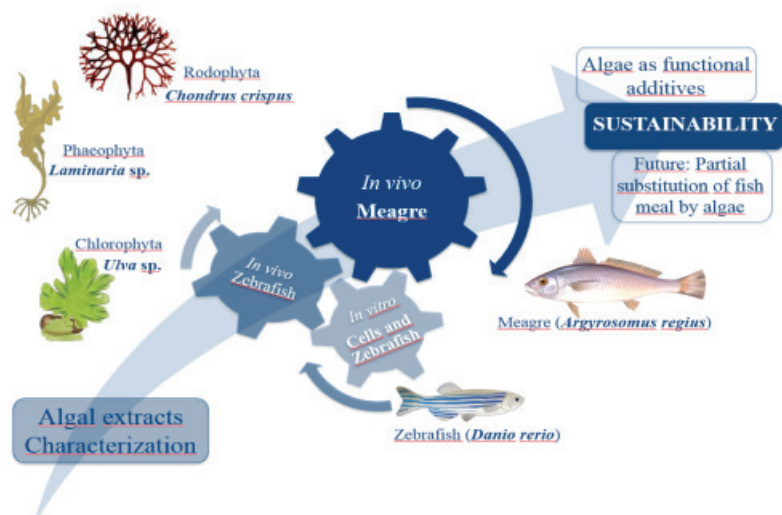 Rodophyta
Chondrus crispus
Phaeophyta
Laminaria sp.
Chlorophyta
Ulva sp.
Algal extracts
Characterization
In vivo
Zebrafish
In vitro
Cells and
Zebrafish
In vivo
Meagre
Zebrafish (Danio rerio)
Meagre (Argyrosomus regius)
Algae as functional
additives
SUSTAINABILITY
Future: Partial
substitution of fish
meal by algae